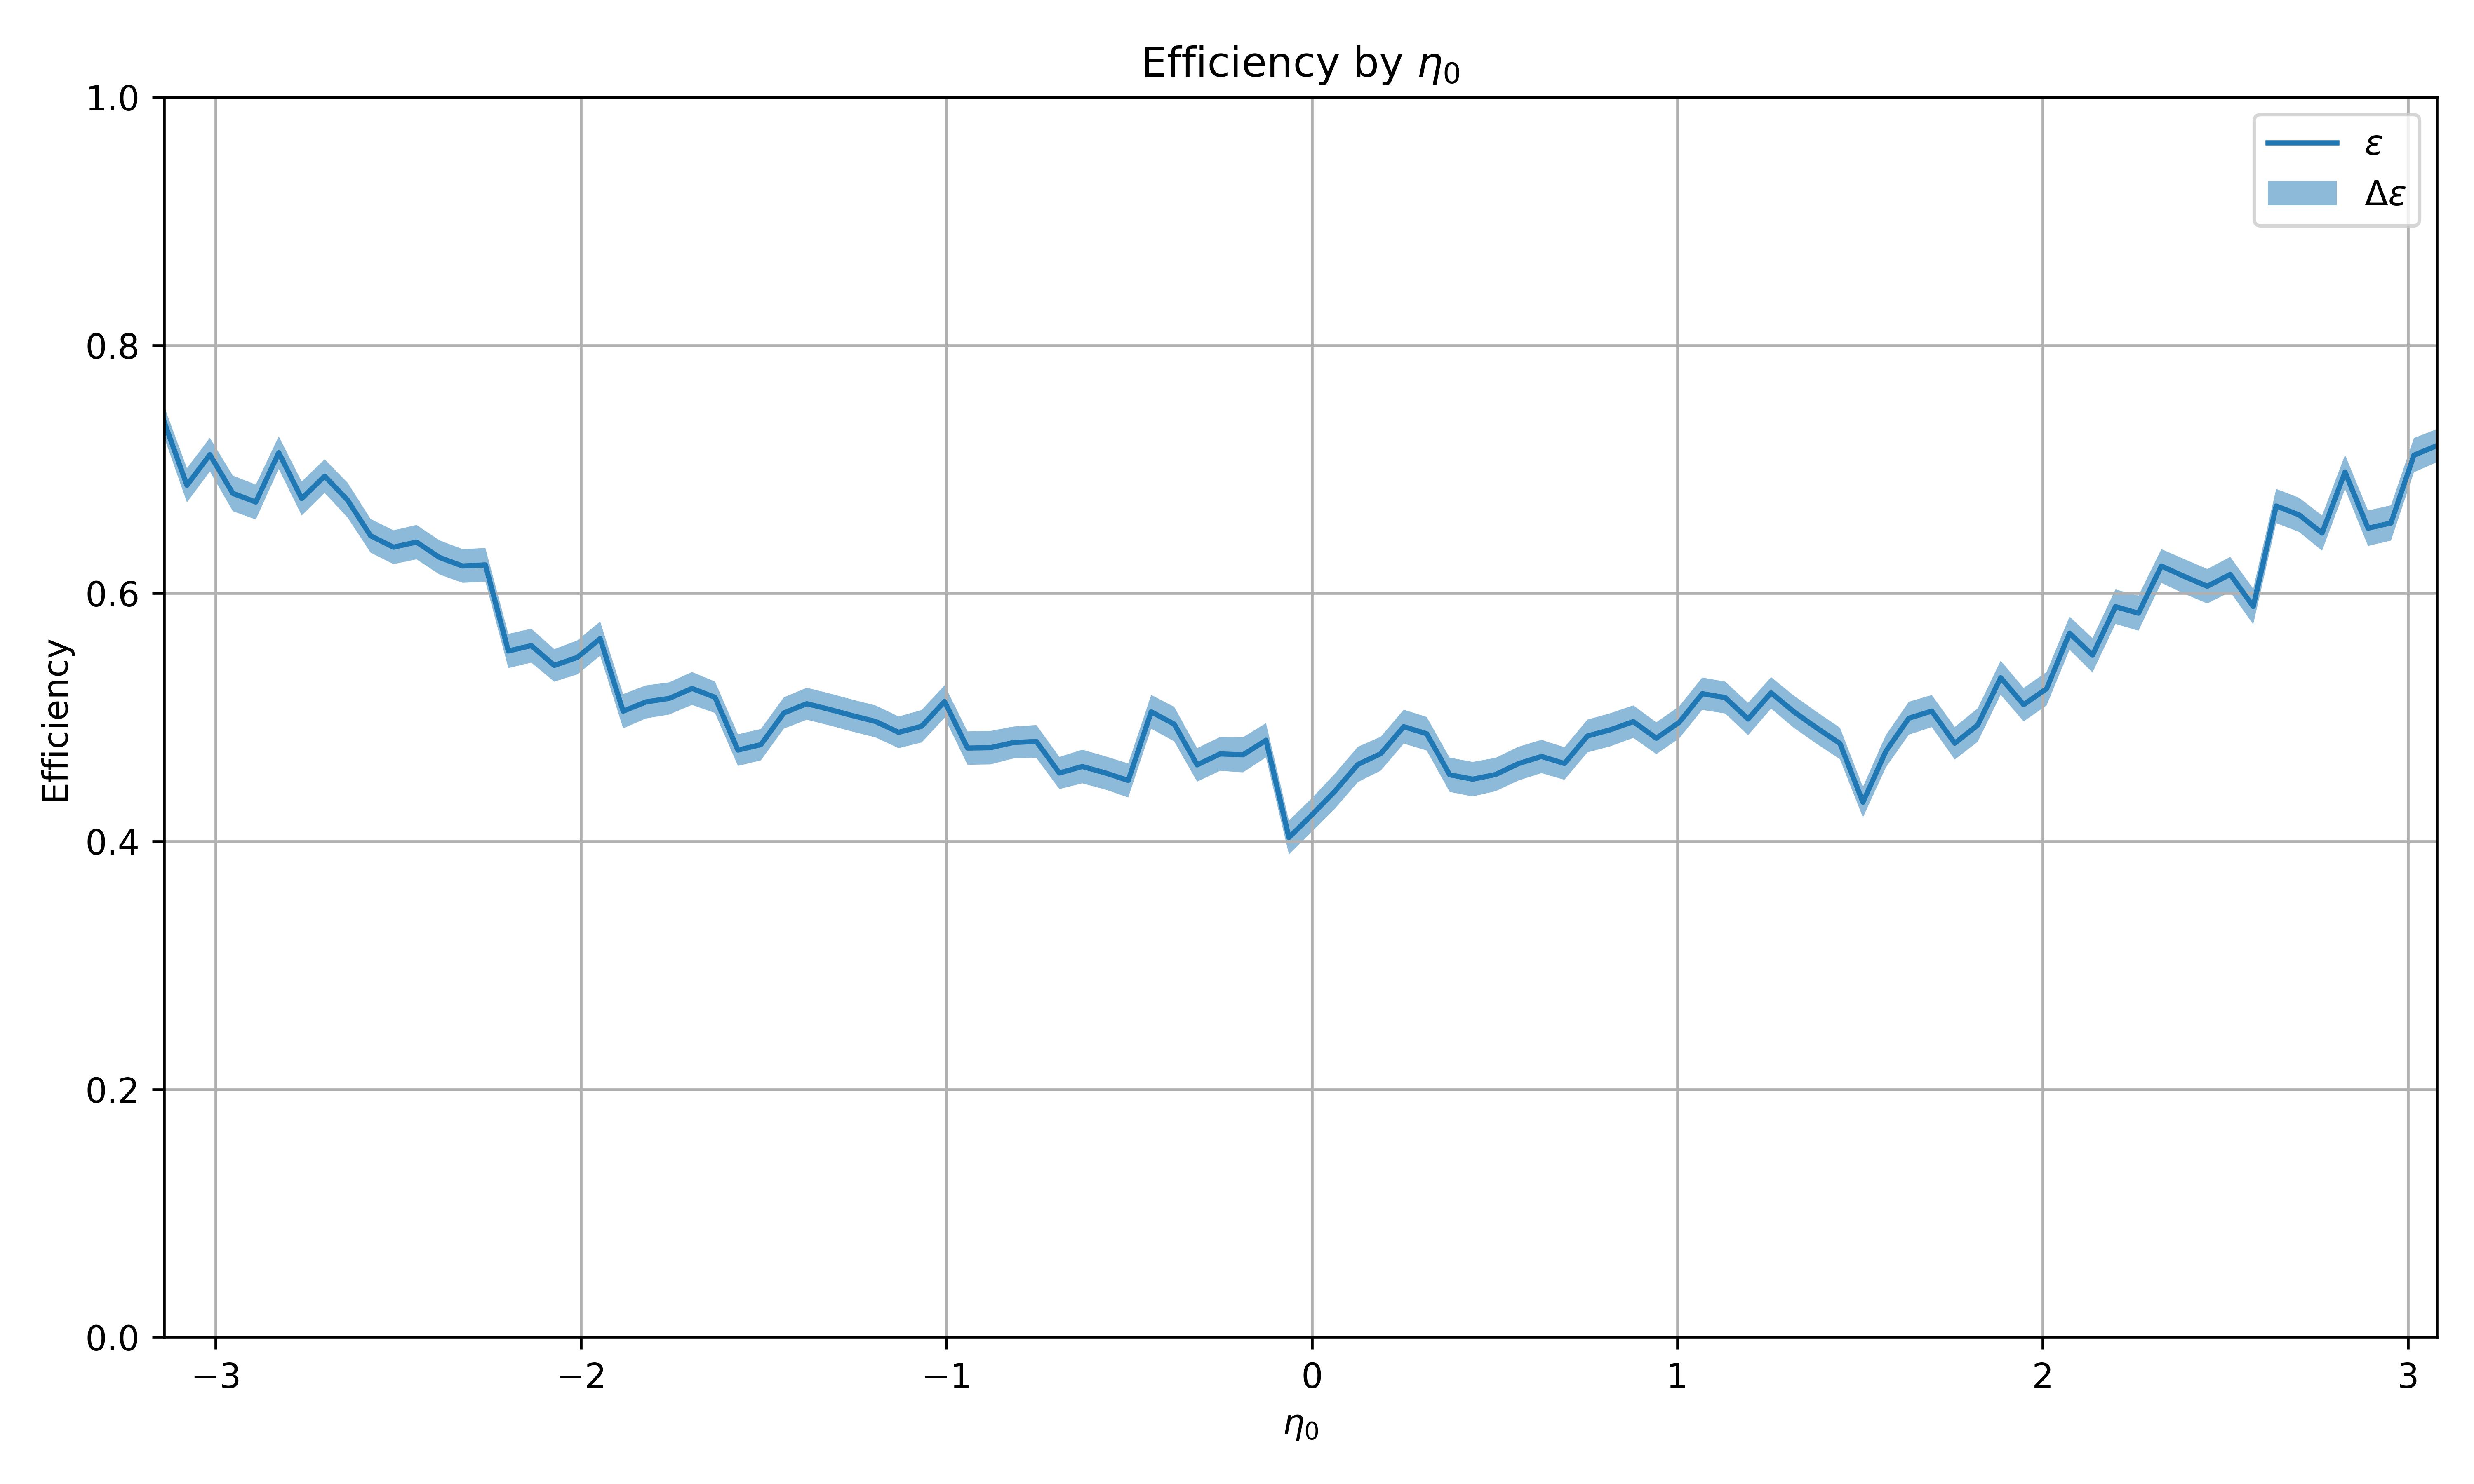 Efficiency by η₀
1.0
0.8
0.6
0.4
0.2
0.0
Efficiency
ε
Δε
−3 −2 −1 0 1 2 3
η₀